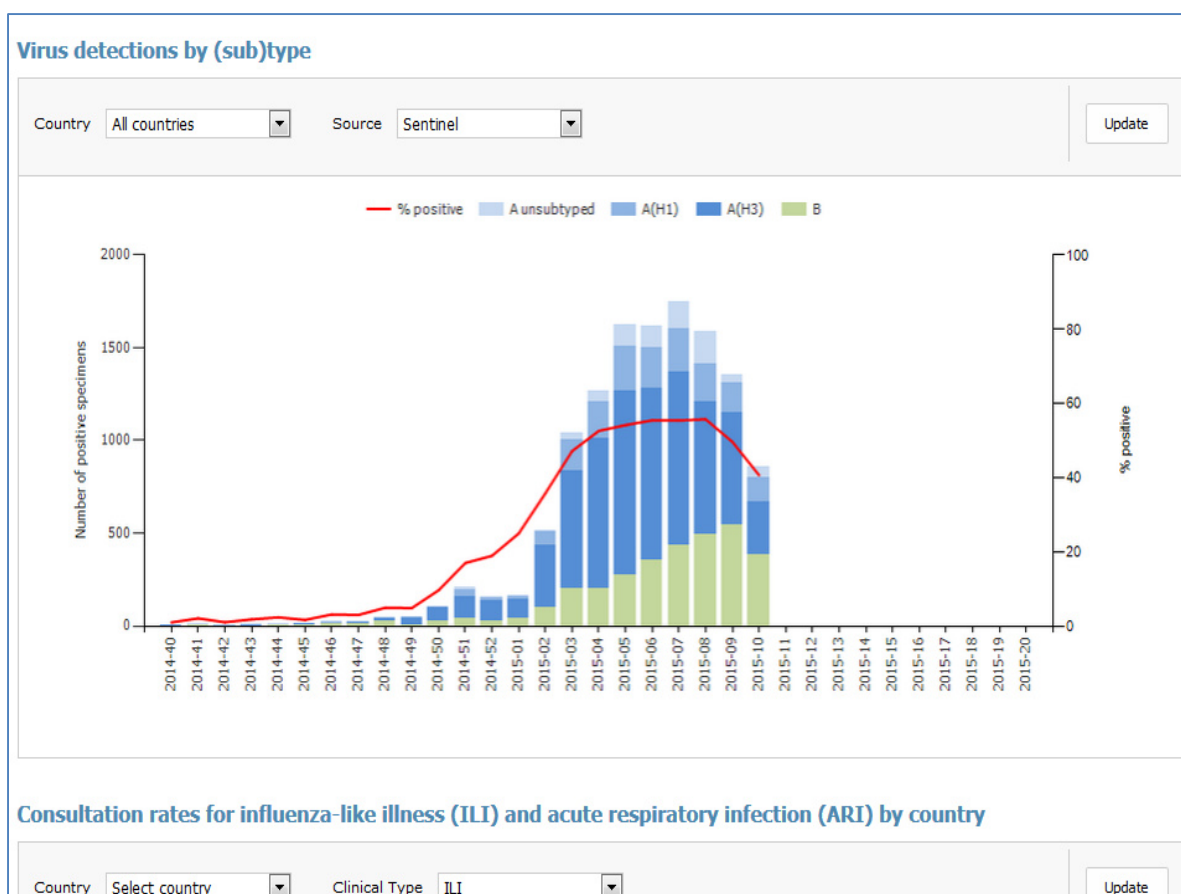 Virus detections by (sub)type
Country All countries Source Sentinel Update
% positive A unsubtyped A(H1) A(H3) B
2000
1500
1000
500
0
Number of positive specimens
100
80
60
40
20
0
% positive
2014-40 2014-41 2014-42 2014-43 2014-44 2014-45 2014-46 2014-47 2014-48 2014-49 2014-50 2014-51 2014-52 2015-01 2015-02 2015-03 2015-04 2015-05 2015-06 2015-07 2015-08 2015-09 2015-10 2015-11 2015-12 2015-13 2015-14 2015-15 2015-16 2015-17 2015-18 2015-19 2015-20
Consultation rates for influenza-like illness (ILI) and acute respiratory infection (ARI) by country
Country Select country Clinical Type ILI Update